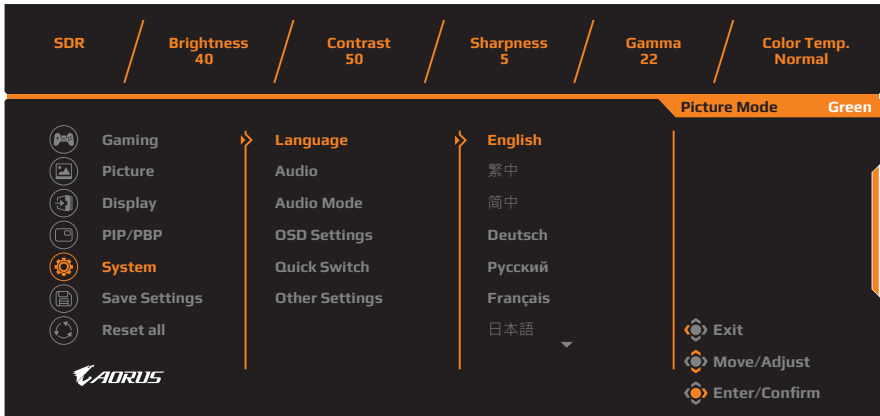 SDR
Brightness
40
Contrast
50
Sharpness
5
Gamma
22
Color Temp.
Normal
Picture Mode Green
Gaming
Picture
Display
PIP/PBP
System
Save Settings
Reset all
Language
Audio
Audio Mode
OSD Settings
Quick Switch
Other Settings
English
繁中
简中
Deutsch
Русский
Français
日本語
Exit
Move/Adjust
Enter/Confirm
AORUS